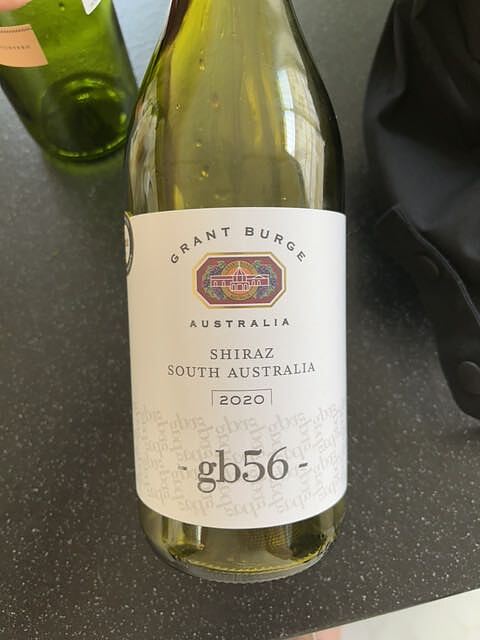 GRANT BURGE
AUSTRALIA
SHIRAZ
SOUTH AUSTRALIA
2020
- gb56 -